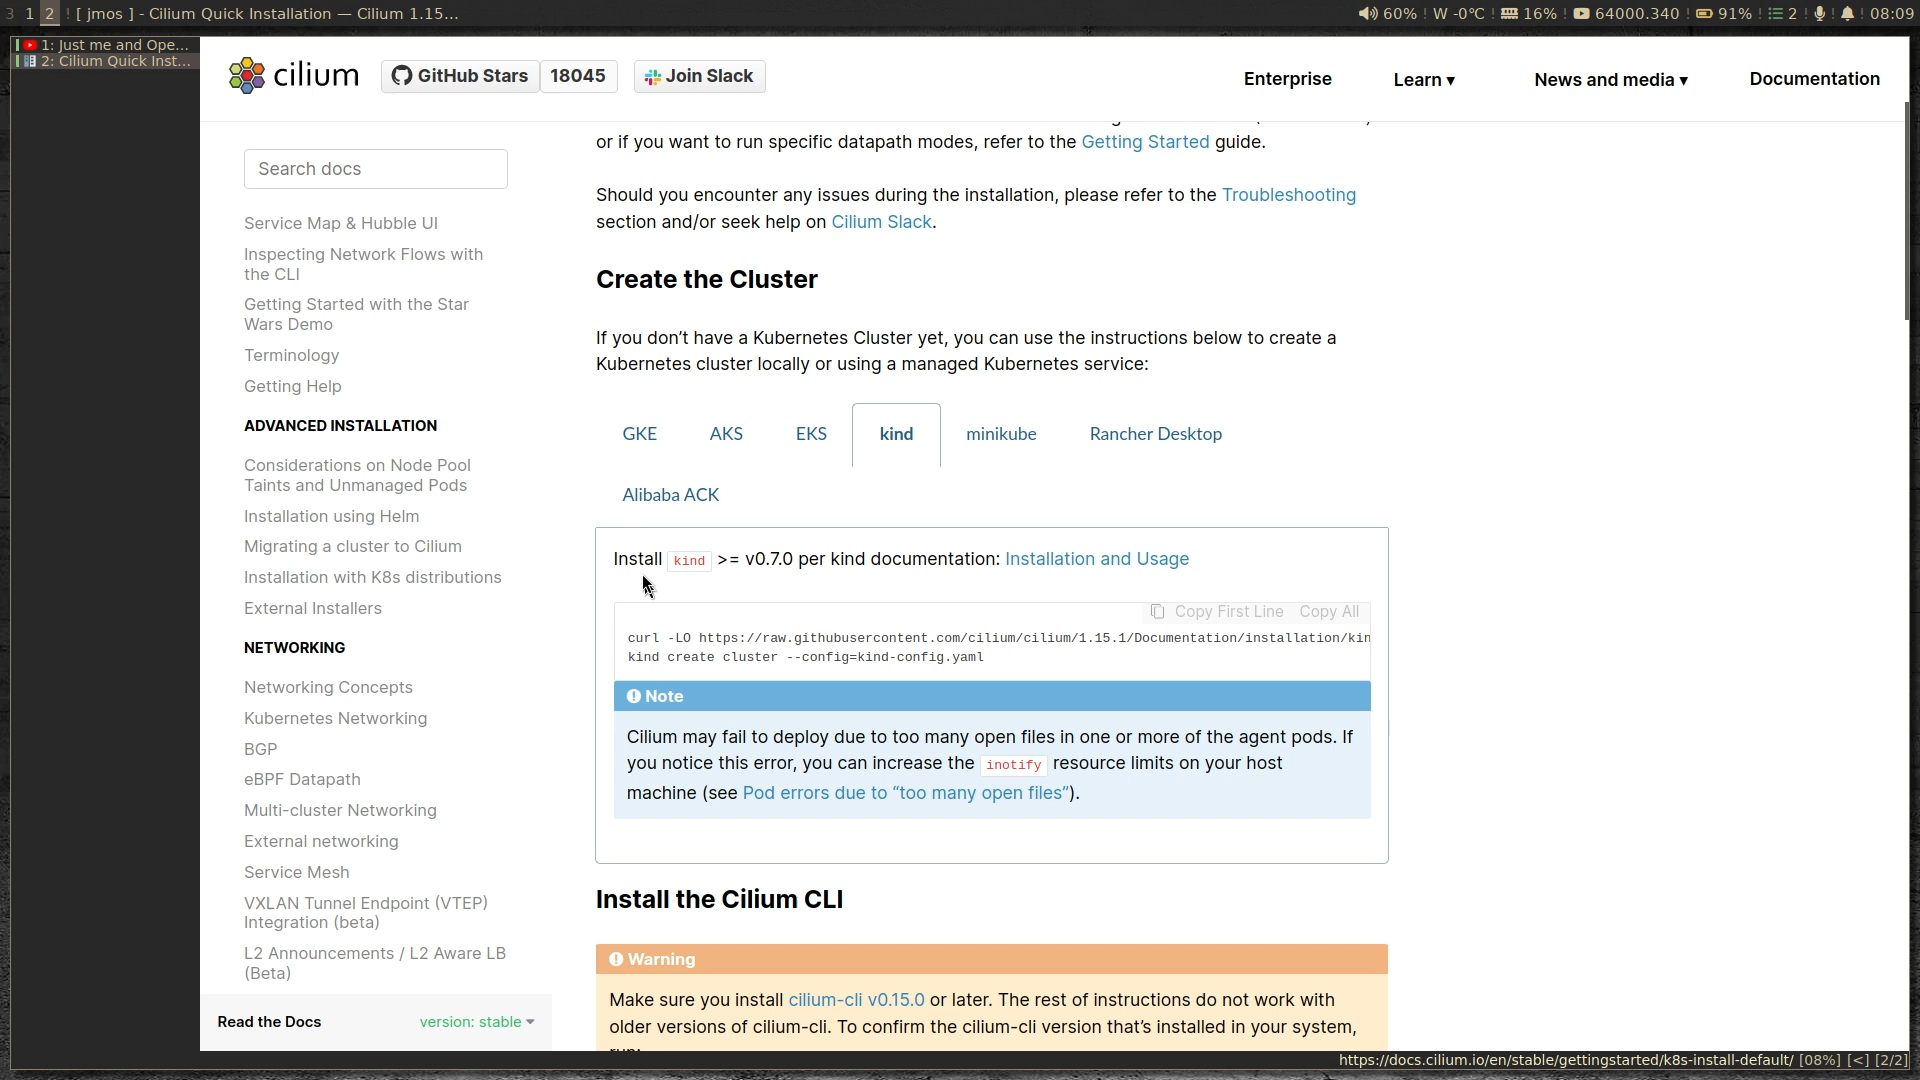 3 1 2 ! [ jmos ] - Cilium Quick Installation — Cilium 1.15...
60% ! W -0°C ! 16% ! 64000.340 ! 91% ! 2 ! ! ! 08:09
1: Just me and Ope...
2: Cilium Quick Inst...
cilium
GitHub Stars 18045
Join Slack
Enterprise
Learn ▾
News and media ▾
Documentation
Search docs
Service Map & Hubble UI
Inspecting Network Flows with
the CLI
Getting Started with the Star
Wars Demo
Terminology
Getting Help
ADVANCED INSTALLATION
Considerations on Node Pool
Taints and Unmanaged Pods
Installation using Helm
Migrating a cluster to Cilium
Installation with K8s distributions
External Installers
NETWORKING
Networking Concepts
Kubernetes Networking
BGP
eBPF Datapath
Multi-cluster Networking
External networking
Service Mesh
VXLAN Tunnel Endpoint (VTEP)
Integration (beta)
L2 Announcements / L2 Aware LB
(Beta)
Read the Docs
version: stable
or if you want to run specific datapath modes, refer to the Getting Started guide.
Should you encounter any issues during the installation, please refer to the Troubleshooting
section and/or seek help on Cilium Slack.
Create the Cluster
If you don’t have a Kubernetes Cluster yet, you can use the instructions below to create a
Kubernetes cluster locally or using a managed Kubernetes service:
GKE AKS EKS kind minikube Rancher Desktop
Alibaba ACK
Install kind >= v0.7.0 per kind documentation: Installation and Usage
Copy First Line Copy All
curl -LO https://raw.githubusercontent.com/cilium/cilium/1.15.1/Documentation/installation/kin
kind create cluster --config=kind-config.yaml
Note
Cilium may fail to deploy due to too many open files in one or more of the agent pods. If
you notice this error, you can increase the inotify resource limits on your host
machine (see Pod errors due to “too many open files”).
Install the Cilium CLI
Warning
Make sure you install cilium-cli v0.15.0 or later. The rest of instructions do not work with
older versions of cilium-cli. To confirm the cilium-cli version that’s installed in your system,
https://docs.cilium.io/en/stable/gettingstarted/k8s-install-default/ [08%] [<] [2/2]